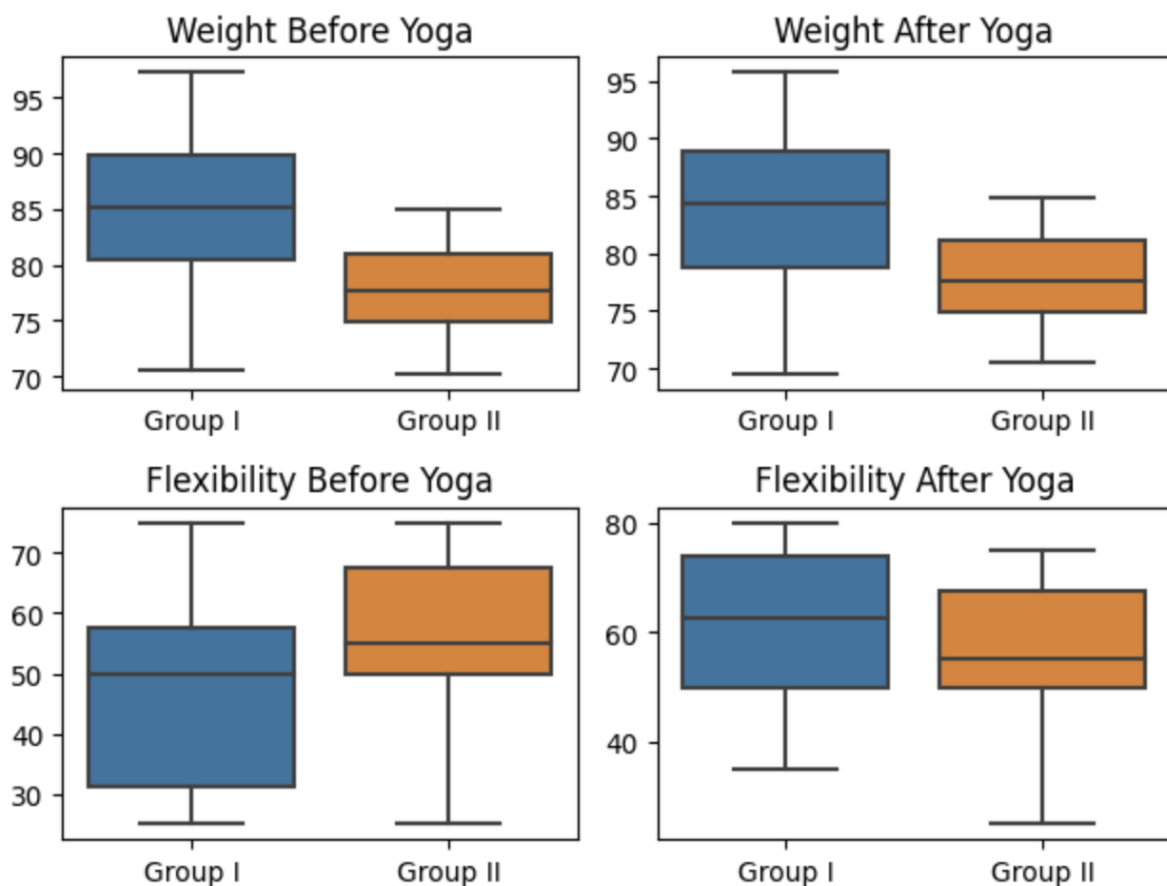 Weight Before Yoga
95
90
85
80
75
70
Group I Group II
Weight After Yoga
95
90
85
80
75
70
Group I Group II
Flexibility Before Yoga
70
60
50
40
30
Group I Group II
Flexibility After Yoga
80
60
40
Group I Group II